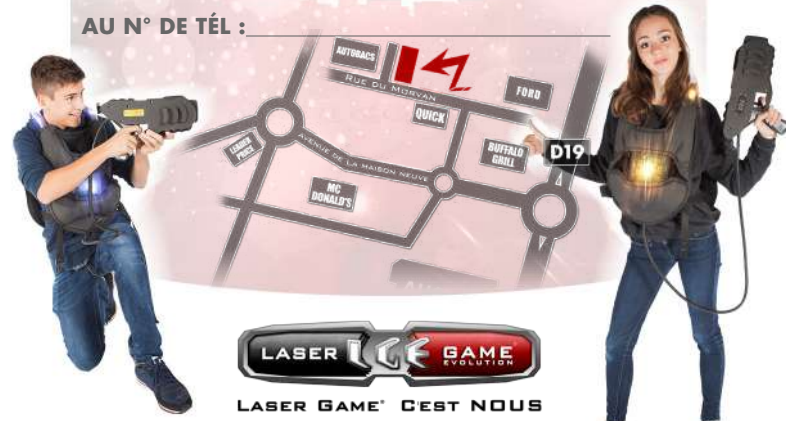 AU N° DE TÉL :
AUTOBACS
RUE DU MORVAN
FORD
QUICK
LEADER
PRICE
AVENUE DE LA MAISON NEUVE
BUFFALO
GRILL
D19
MC
DONALD'S
LASER LGE GAME®
EVOLUTION
LASER GAME® C'EST NOUS